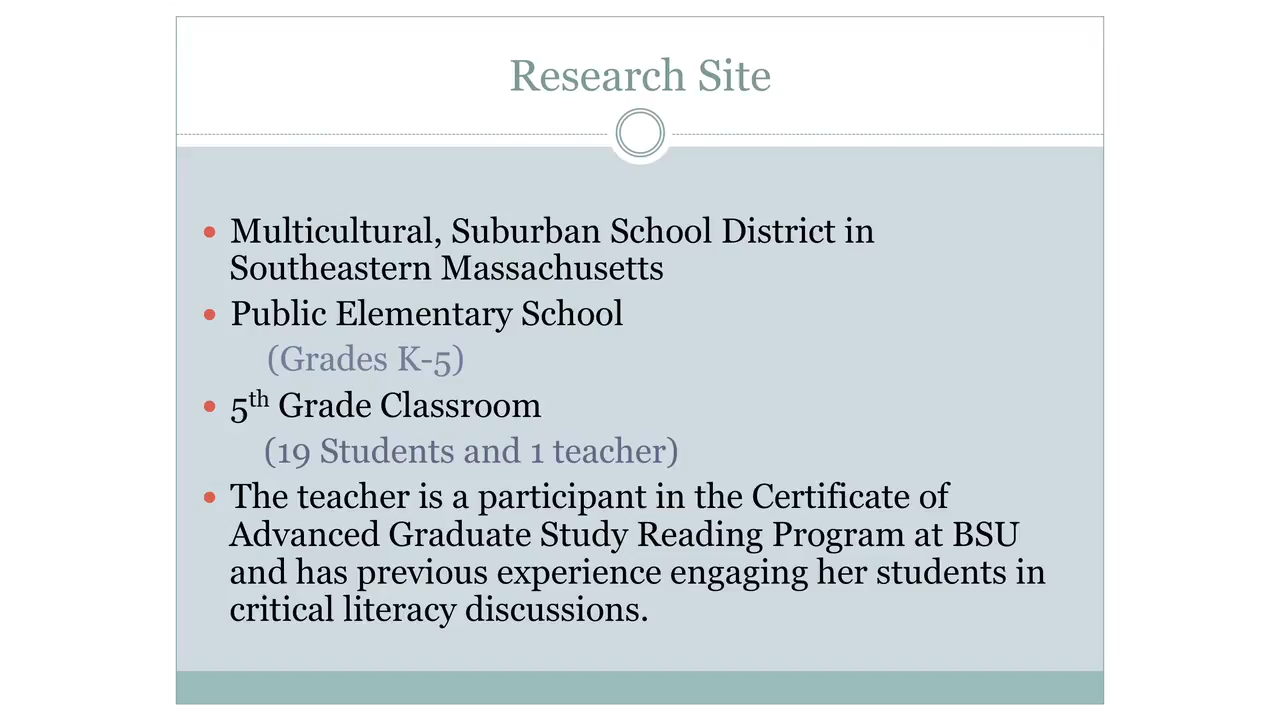 Research Site
• Multicultural, Suburban School District in
Southeastern Massachusetts
• Public Elementary School
(Grades K-5)
• 5th Grade Classroom
(19 Students and 1 teacher)
• The teacher is a participant in the Certificate of
Advanced Graduate Study Reading Program at BSU
and has previous experience engaging her students in
critical literacy discussions.